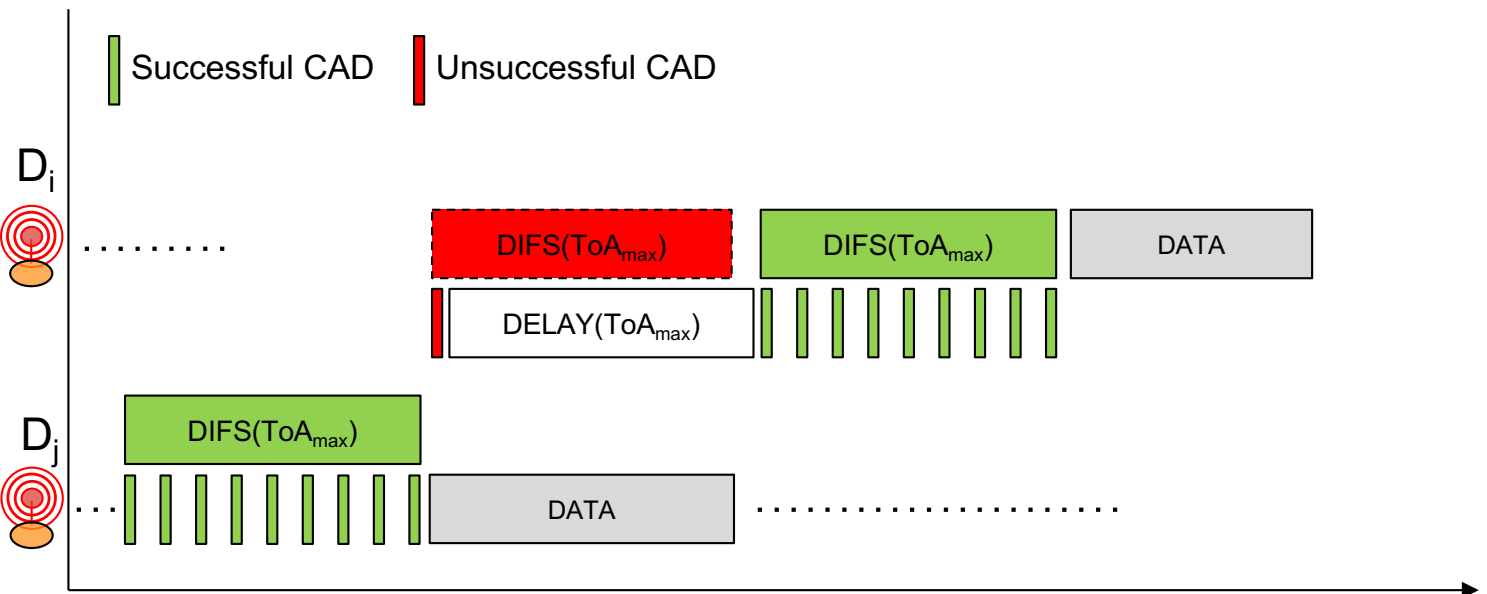 Successful CAD
Unsuccessful CAD
Di
DIFS(ToAmax)
DIFS(ToAmax)
DATA
DELAY(ToAmax)
Dj
DIFS(ToAmax)
DATA